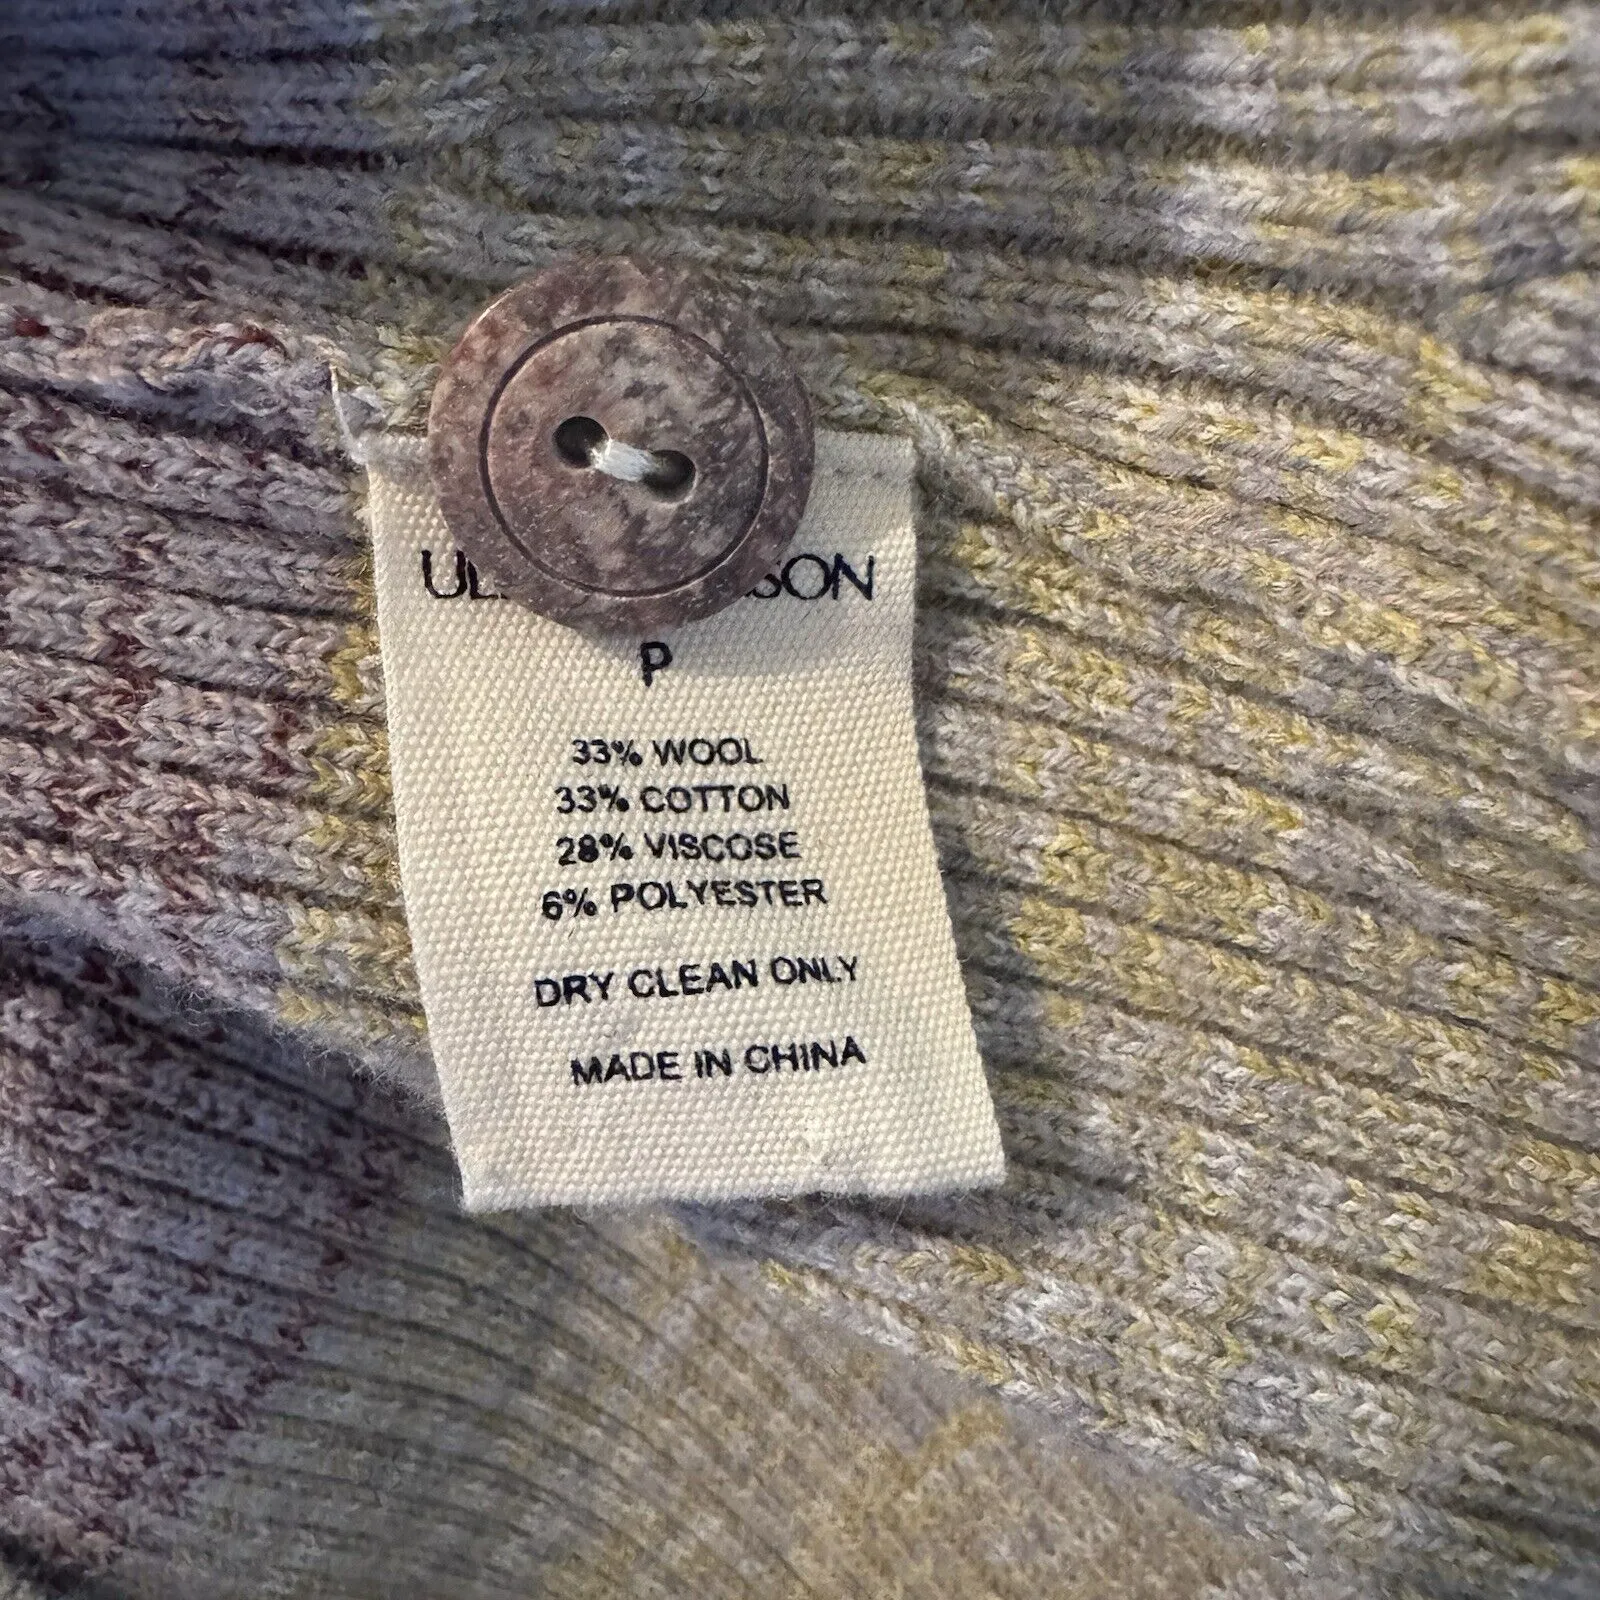 P
33% WOOL
33% COTTON
28% VISCOSE
6% POLYESTER
DRY CLEAN ONLY
MADE IN CHINA